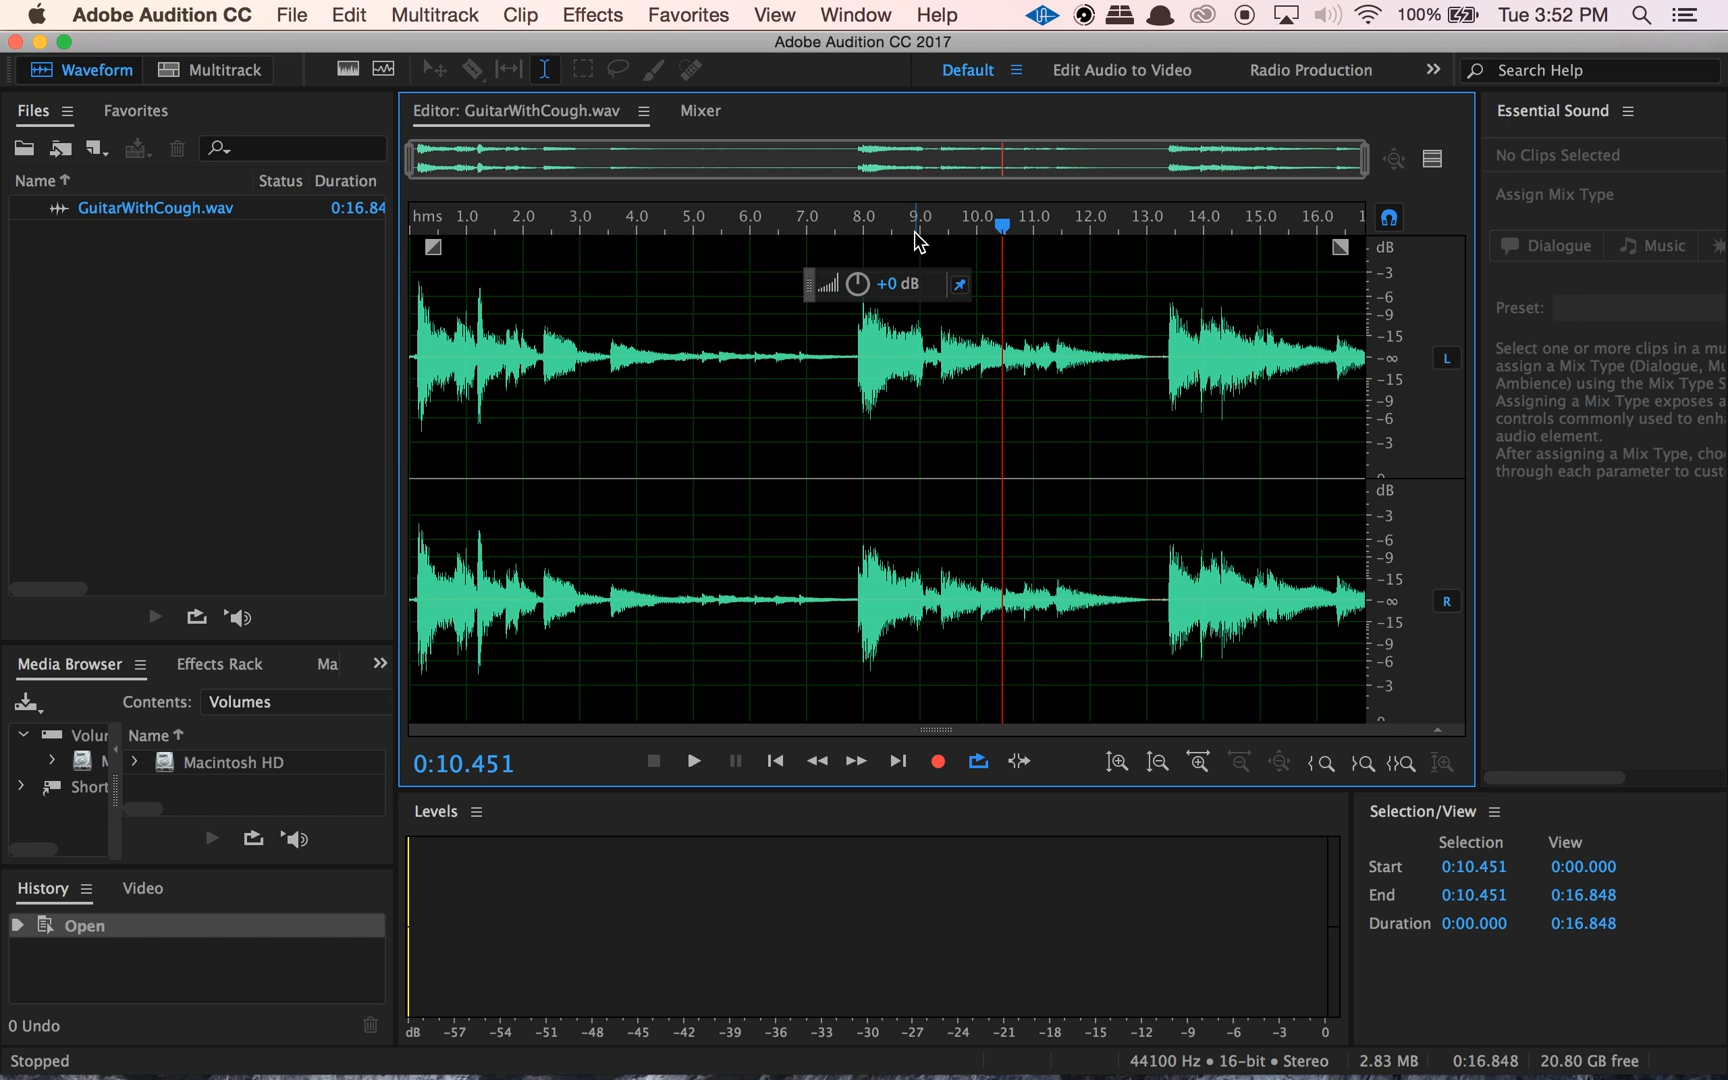 Adobe Audition CC File Edit Multitrack Clip Effects Favorites View Window Help 100% Tue 3:52 PM
Adobe Audition CC 2017
Waveform Multitrack Default Edit Audio to Video Radio Production Search Help
Files Favorites
Editor: GuitarWithCough.wav Mixer
Essential Sound
No Clips Selected
Name Status Duration
Assign Mix Type
GuitarWithCough.wav 0:16.84
hms 1.0 2.0 3.0 4.0 5.0 6.0 7.0 8.0 9.0 10.0 11.0 12.0 13.0 14.0 15.0 16.0 1
Dialogue Music
dB
-3
-6
-9
-15
-∞
-15
-9
-6
-3
L
+0 dB
Preset:
Select one or more clips in a mu
assign a Mix Type (Dialogue, Mu
Ambience) using the Mix Type S
Assigning a Mix Type exposes a
controls commonly used to enh
audio element.
After assigning a Mix Type, choo
through each parameter to cust
dB
-3
-6
-9
-15
-∞
-15
-9
-6
-3
R
Media Browser Effects Rack Ma
Contents: Volumes
Volur Name
M Macintosh HD
Short
0:10.451
Levels
Selection/View
Selection View
Start 0:10.451 0:00.000
End 0:10.451 0:16.848
Duration 0:00.000 0:16.848
History Video
Open
0 Undo
dB -57 -54 -51 -48 -45 -42 -39 -36 -33 -30 -27 -24 -21 -18 -15 -12 -9 -6 -3 0
Stopped
44100 Hz • 16-bit • Stereo 2.83 MB 0:16.848 20.80 GB free